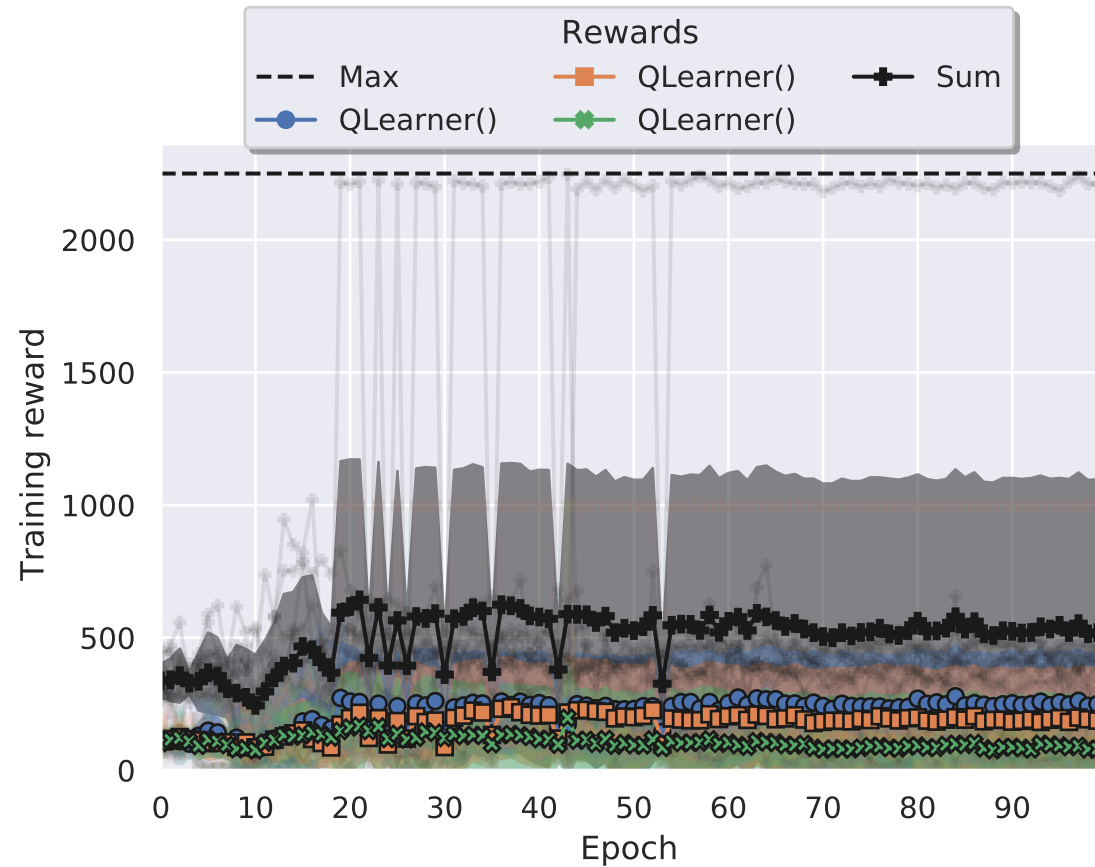 Rewards
Max QLearner() Sum
QLearner() QLearner()
2000
1500
1000
500
0
Training reward
0 10 20 30 40 50 60 70 80 90
Epoch